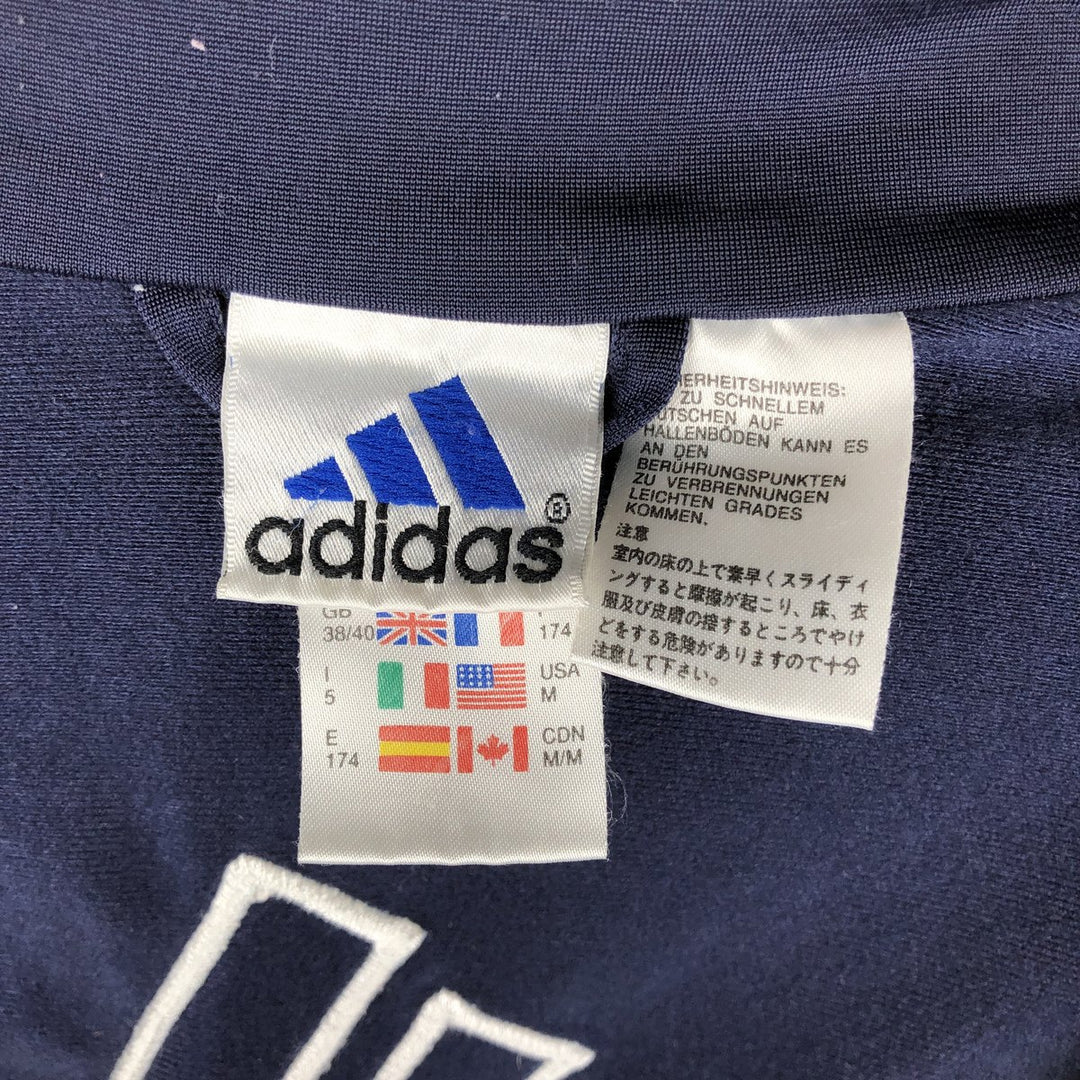 adidas®
GB
38/40
174
I
5
USA
M
E
174
CDN
M/M
ZU SCHNELLEM
AUF
HALLENBÖDEN KANN ES
AN DEN
BERÜHRUNGSPUNKTEN
ZU VERBRENNUNGEN
LEICHTEN GRADES
KOMMEN.
注意
室内の床の上で素早くスライディ
ングすると摩擦が起こり、床、衣
服及び皮膚の擦するところでやけ
どをする危険がありますので十分
注意して下さい。